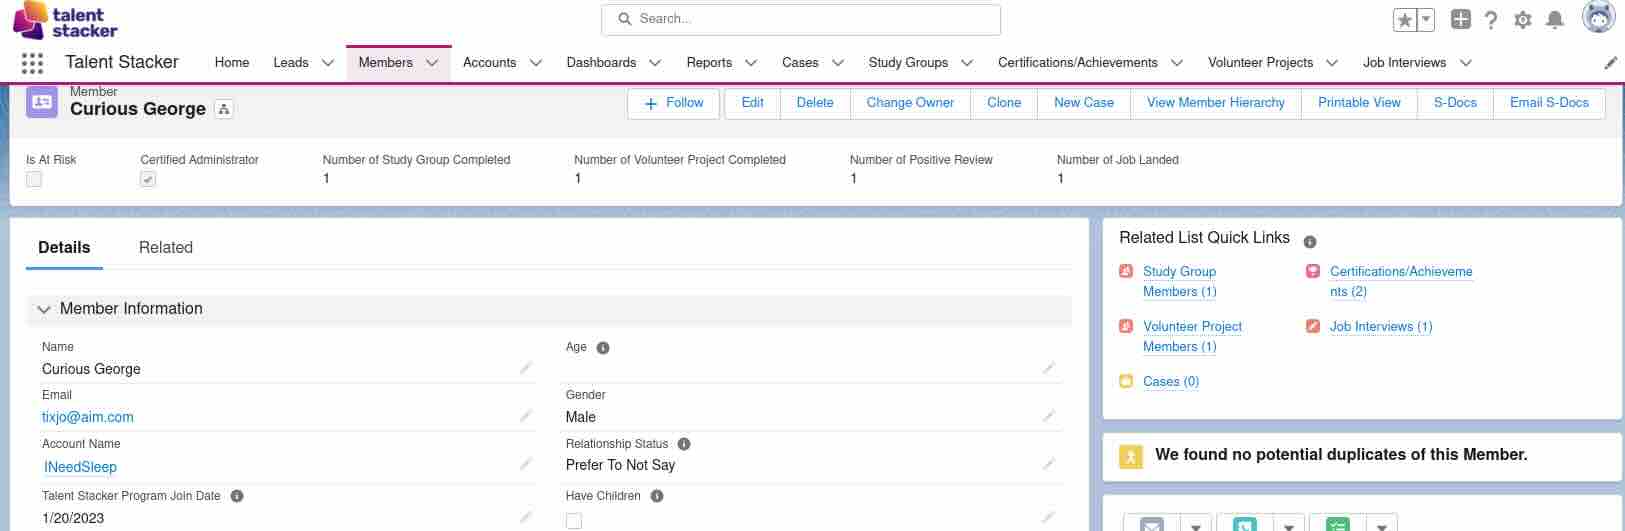 talent
stacker
Search...
Talent Stacker Home Leads Members Accounts Dashboards Reports Cases Study Groups Certifications/Achievements Volunteer Projects Job Interviews
Member
Curious George
Follow Edit Delete Change Owner Clone New Case View Member Hierarchy Printable View S-Docs Email S-Docs
Is At Risk Certified Administrator Number of Study Group Completed Number of Volunteer Project Completed Number of Positive Review Number of Job Landed
1 1 1 1
Details Related
Member Information
Name Age
Curious George
Email Gender
tixjo@aim.com Male
Account Name Relationship Status
INeedSleep Prefer To Not Say
Talent Stacker Program Join Date Have Children
1/20/2023
Related List Quick Links
Study Group
Members (1)
Certifications/Achieveme
nts (2)
Volunteer Project
Members (1)
Job Interviews (1)
Cases (0)
We found no potential duplicates of this Member.